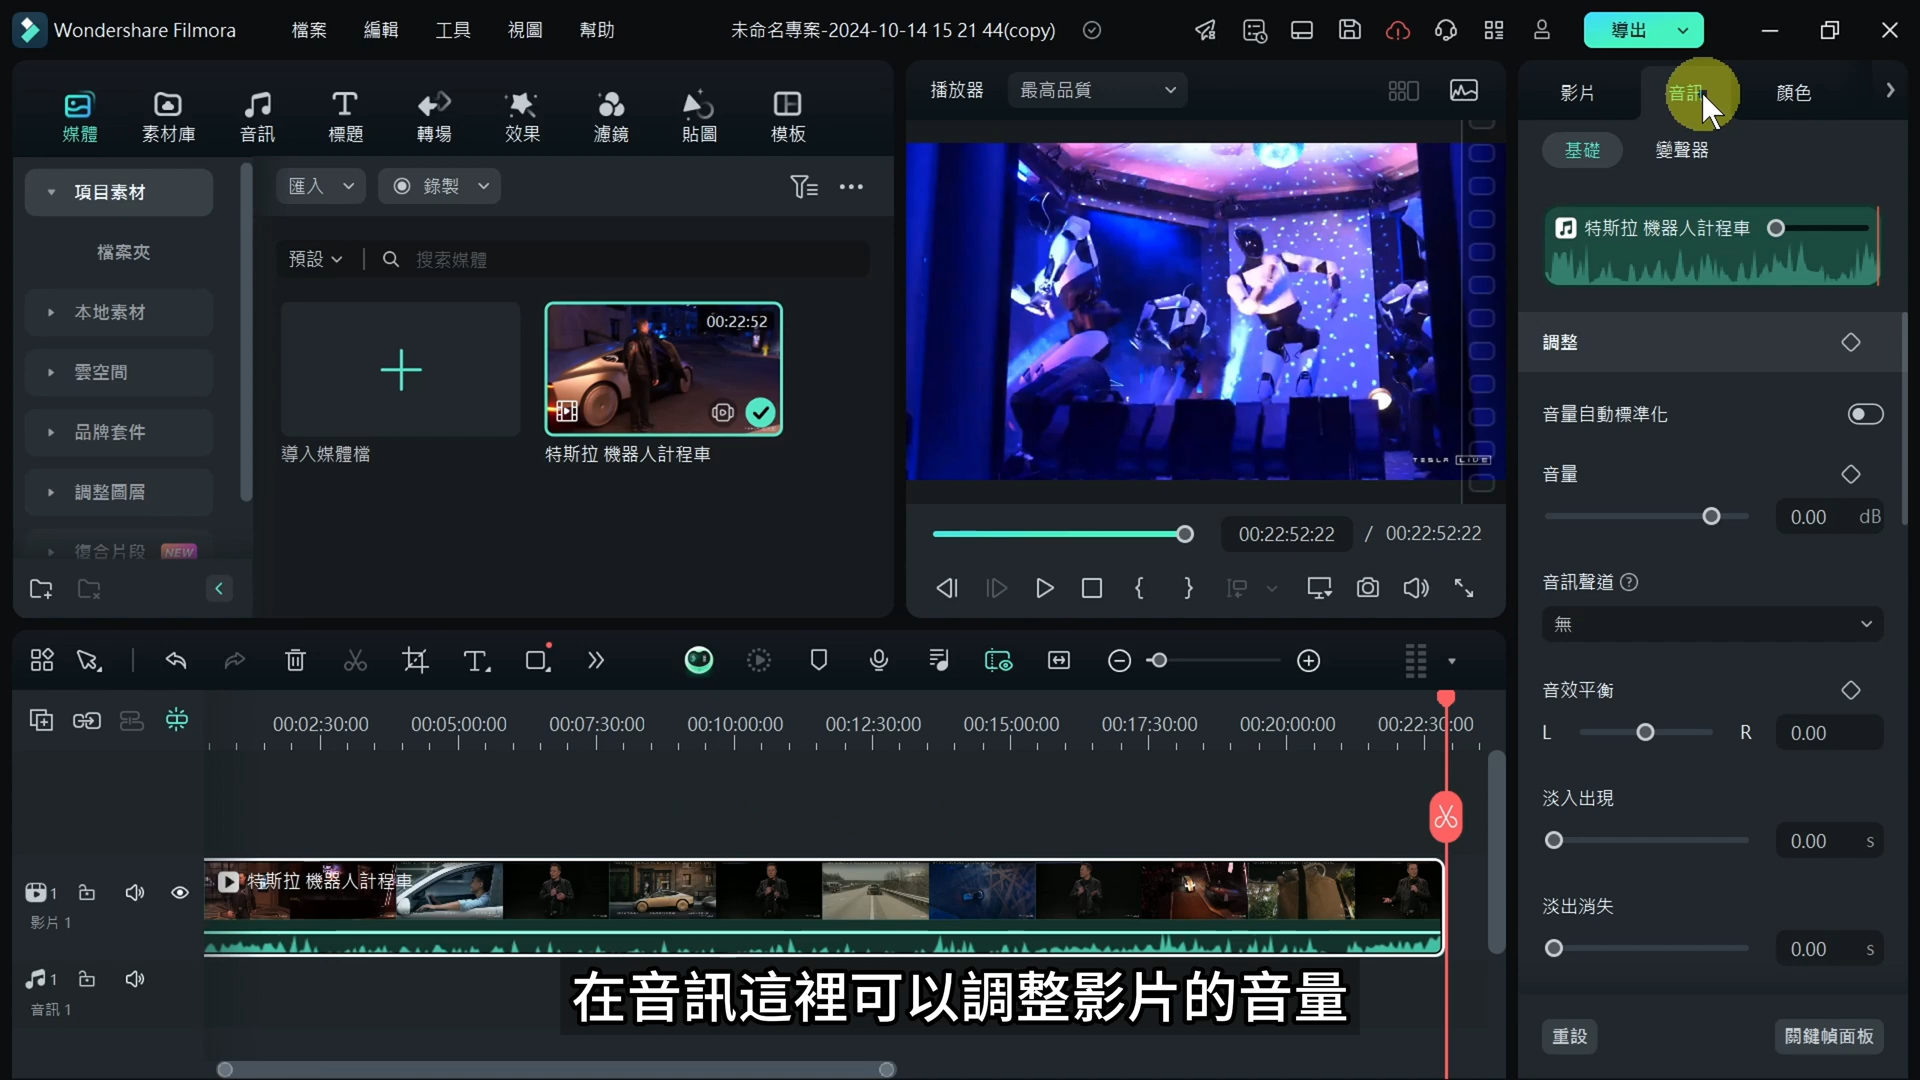 Wondershare Filmora
檔案
編輯
工具
視圖
幫助
未命名專案-2024-10-14 15 21 44(copy)
導出
媒體
素材庫
音訊
標題
轉場
效果
濾鏡
貼圖
模板
項目素材
檔案夾
本地素材
雲空間
品牌套件
調整圖層
復合片段 NEW
匯入
錄製
預設
搜索媒體
導入媒體檔
00:22:52
特斯拉 機器人計程車
播放器
最高品質
TESLA LIVE
00:22:52:22 / 00:22:52:22
影片
音訊
顏色
基礎
變聲器
特斯拉 機器人計程車
調整
音量自動標準化
音量
0.00 dB
音訊聲道
無
音效平衡
L R 0.00
淡入出現
0.00 s
淡出消失
0.00 s
重設
關鍵幀面板
00:02:30:00 00:05:00:00 00:07:30:00 00:10:00:00 00:12:30:00 00:15:00:00 00:17:30:00 00:20:00:00 00:22:30:00
1
影片 1
特斯拉 機器人計程車
1
音訊 1
在音訊這裡可以調整影片的音量